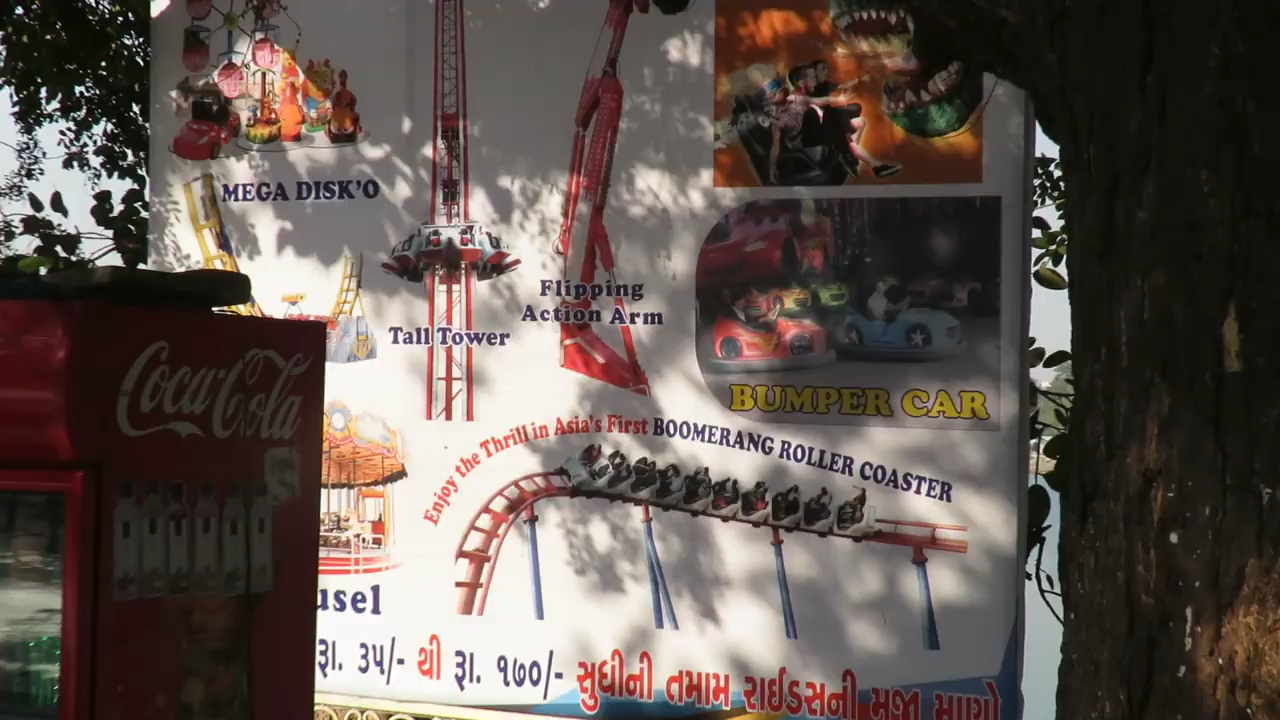 MEGA DISK'O
Tall Tower
Flipping
Action Arm
BUMPER CAR
Enjoy the Thrill in Asia's First BOOMERANG ROLLER COASTER
Coca-Cola
usel
રૂા. ૩૫/- થી રૂા. ૧૭૦/- સુધીની તમામ રાઈડસની મજા માણો